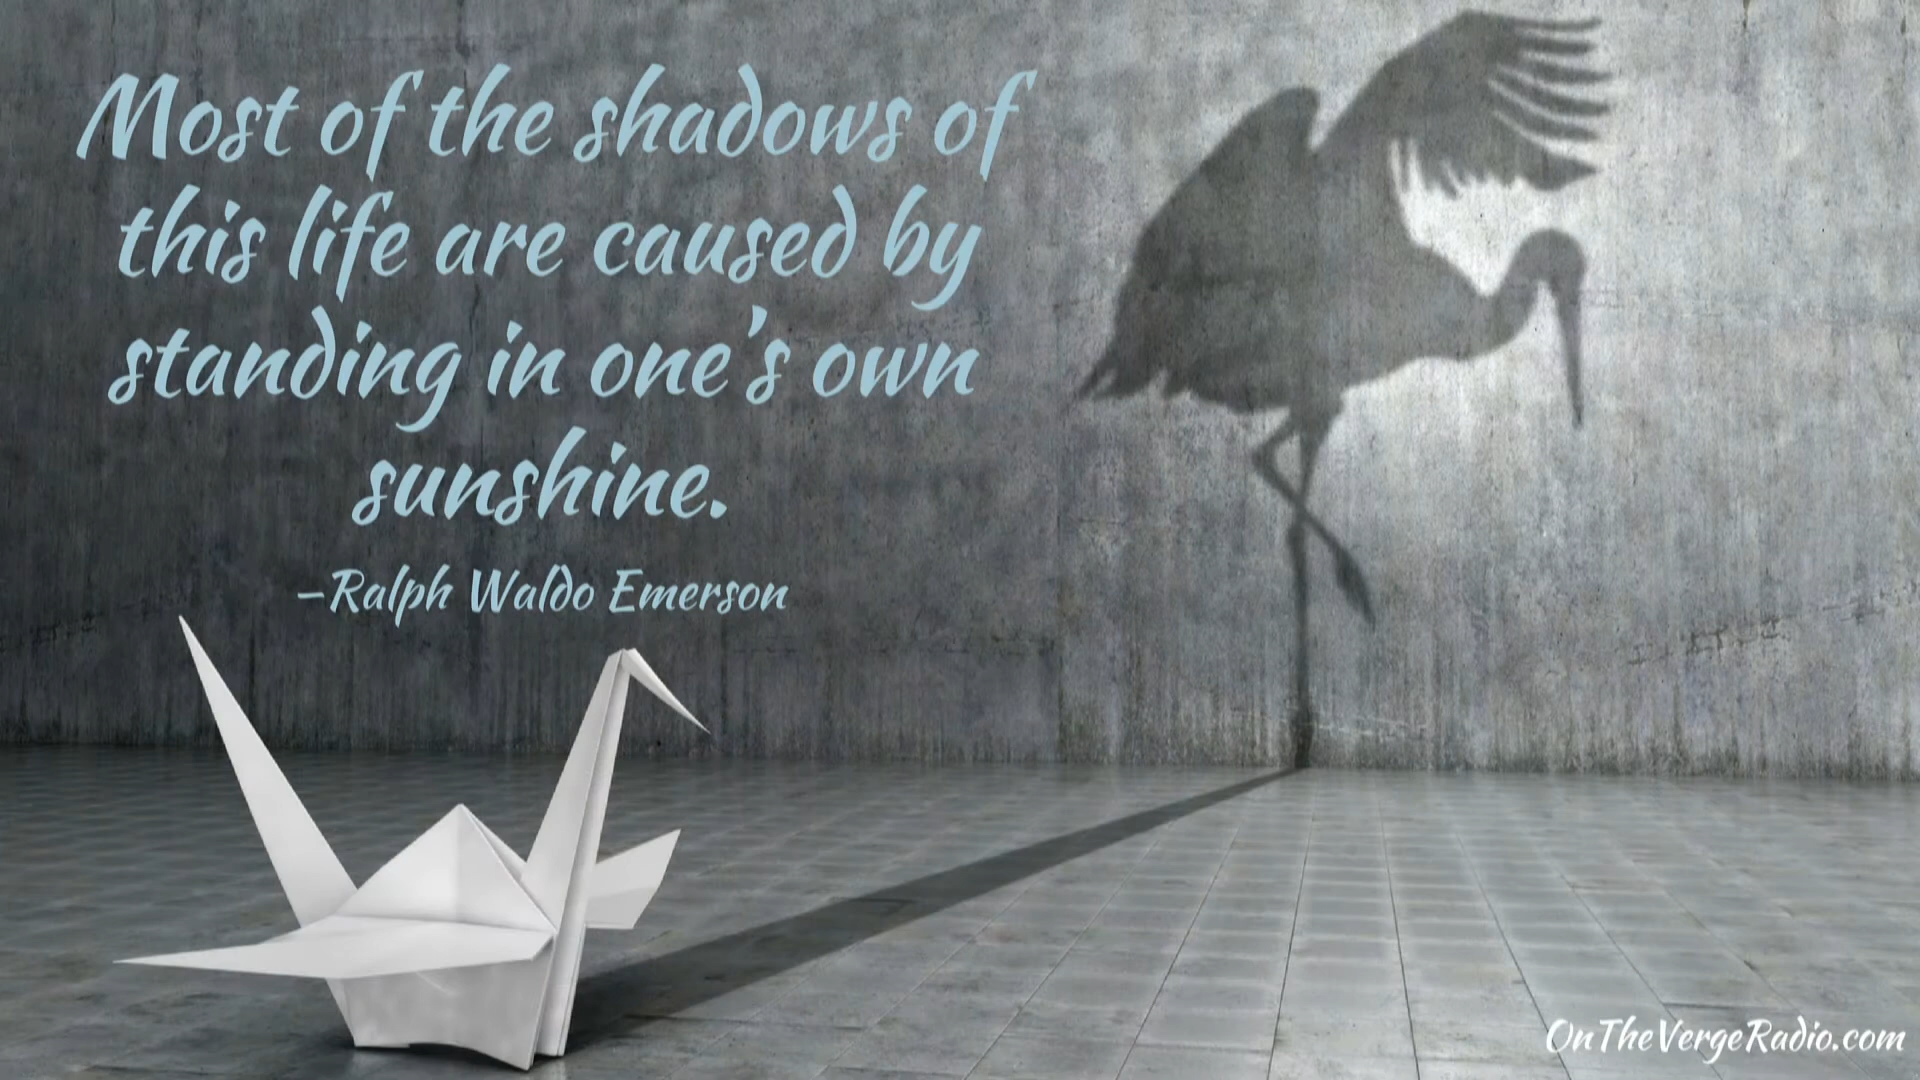 Most of the shadows of
this life are caused by
standing in one's own
sunshine.
–Ralph Waldo Emerson
OnTheVergeRadio.com